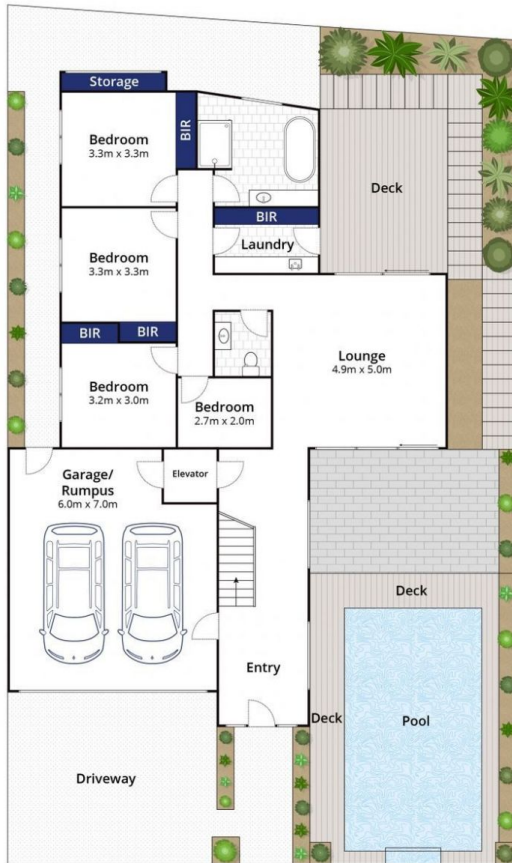 Storage
Bedroom
3.3m x 3.3m
BIR
Deck
BIR
Laundry
Bedroom
3.3m x 3.3m
BIR
BIR
Lounge
4.9m x 5.0m
Bedroom
3.2m x 3.0m
Bedroom
2.7m x 2.0m
Garage/
Rumpus
6.0m x 7.0m
Elevator
Deck
Entry
Deck
Pool
Driveway